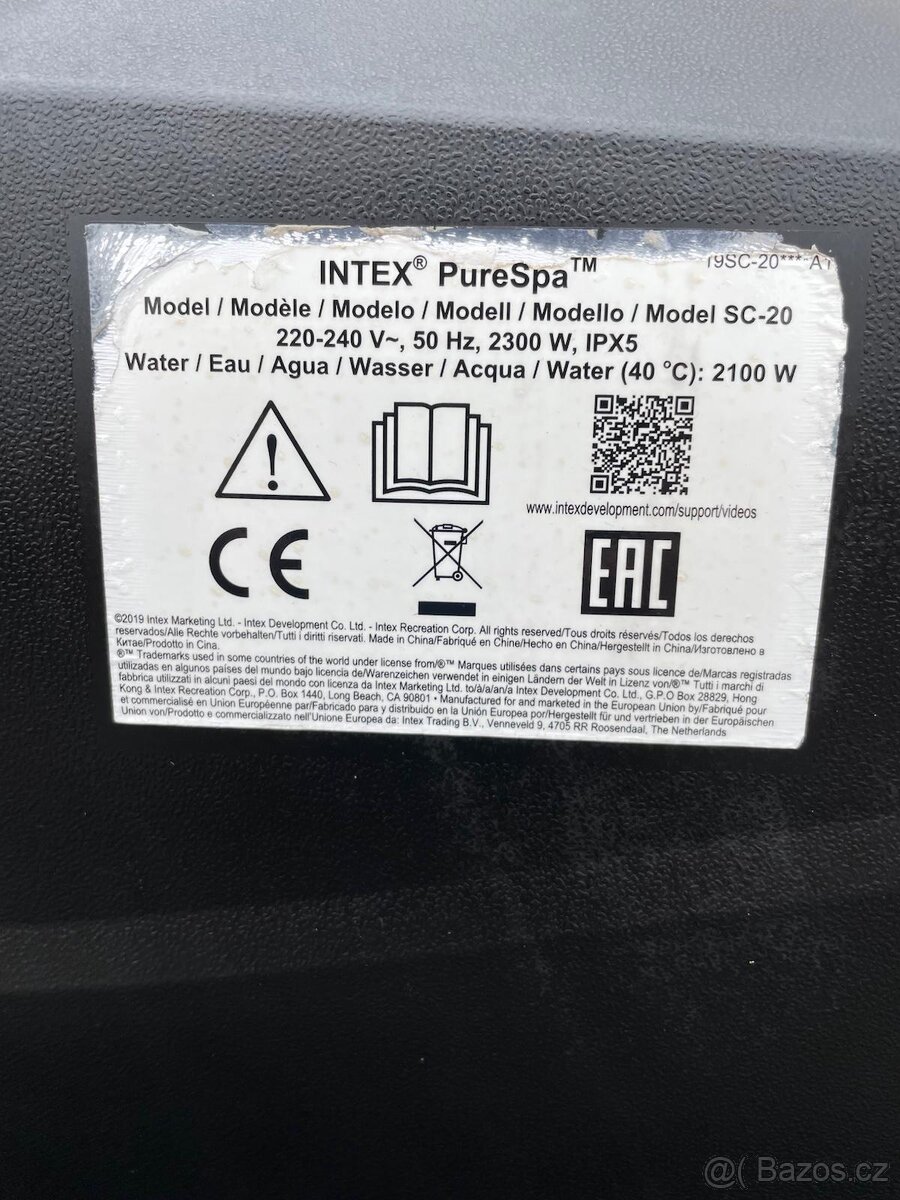 INTEX® PureSpa™
19SC-20***-A1
Model / Modèle / Modelo / Modell / Modello / Model SC-20
220-240 V~, 50 Hz, 2300 W, IPX5
Water / Eau / Agua / Wasser / Acqua / Water (40 °C): 2100 W
www.intexdevelopment.com/support/videos
CE
EAC
©2019 Intex Marketing Ltd. - Intex Development Co. Ltd. - Intex Recreation Corp. All rights reserved/Tous droits réservés/Todos los derechos
reservados/Alle Rechte vorbehalten/Tutti i diritti riservati. Made in China/Fabriqué en Chine/Hecho en China/Hergestellt in China/Изготовлено в
Китае/Prodotto in Cina.
®™ Trademarks used in some countries of the world under license from/®™ Marques utilisées dans certains pays sous licence de/Marcas registradas
utilizadas en algunos países del mundo bajo licencia de/Warenzeichen verwendet in einigen Ländern der Welt in Lizenz von/®™ Tutti i marchi di
fabbrica utilizzati in alcuni paesi del mondo con licenza da Intex Marketing Ltd. to/à/a/an/a Intex Development Co. Ltd., G.P.O Box 28829, Hong
Kong & Intex Recreation Corp., P.O. Box 1440, Long Beach, CA 90801 • Manufactured for and marketed in the European Union by/Fabriqué pour
et commercialisé en Union Européenne par/Fabricado para y distribuido en la Unión Europea por/Hergestellt für und vertrieben in der Europäischen
Union von/Prodotto e commercializzato nell'Unione Europea da: Intex Trading B.V., Venneveld 9, 4705 RR Roosendaal, The Netherlands
@( Bazos.cz